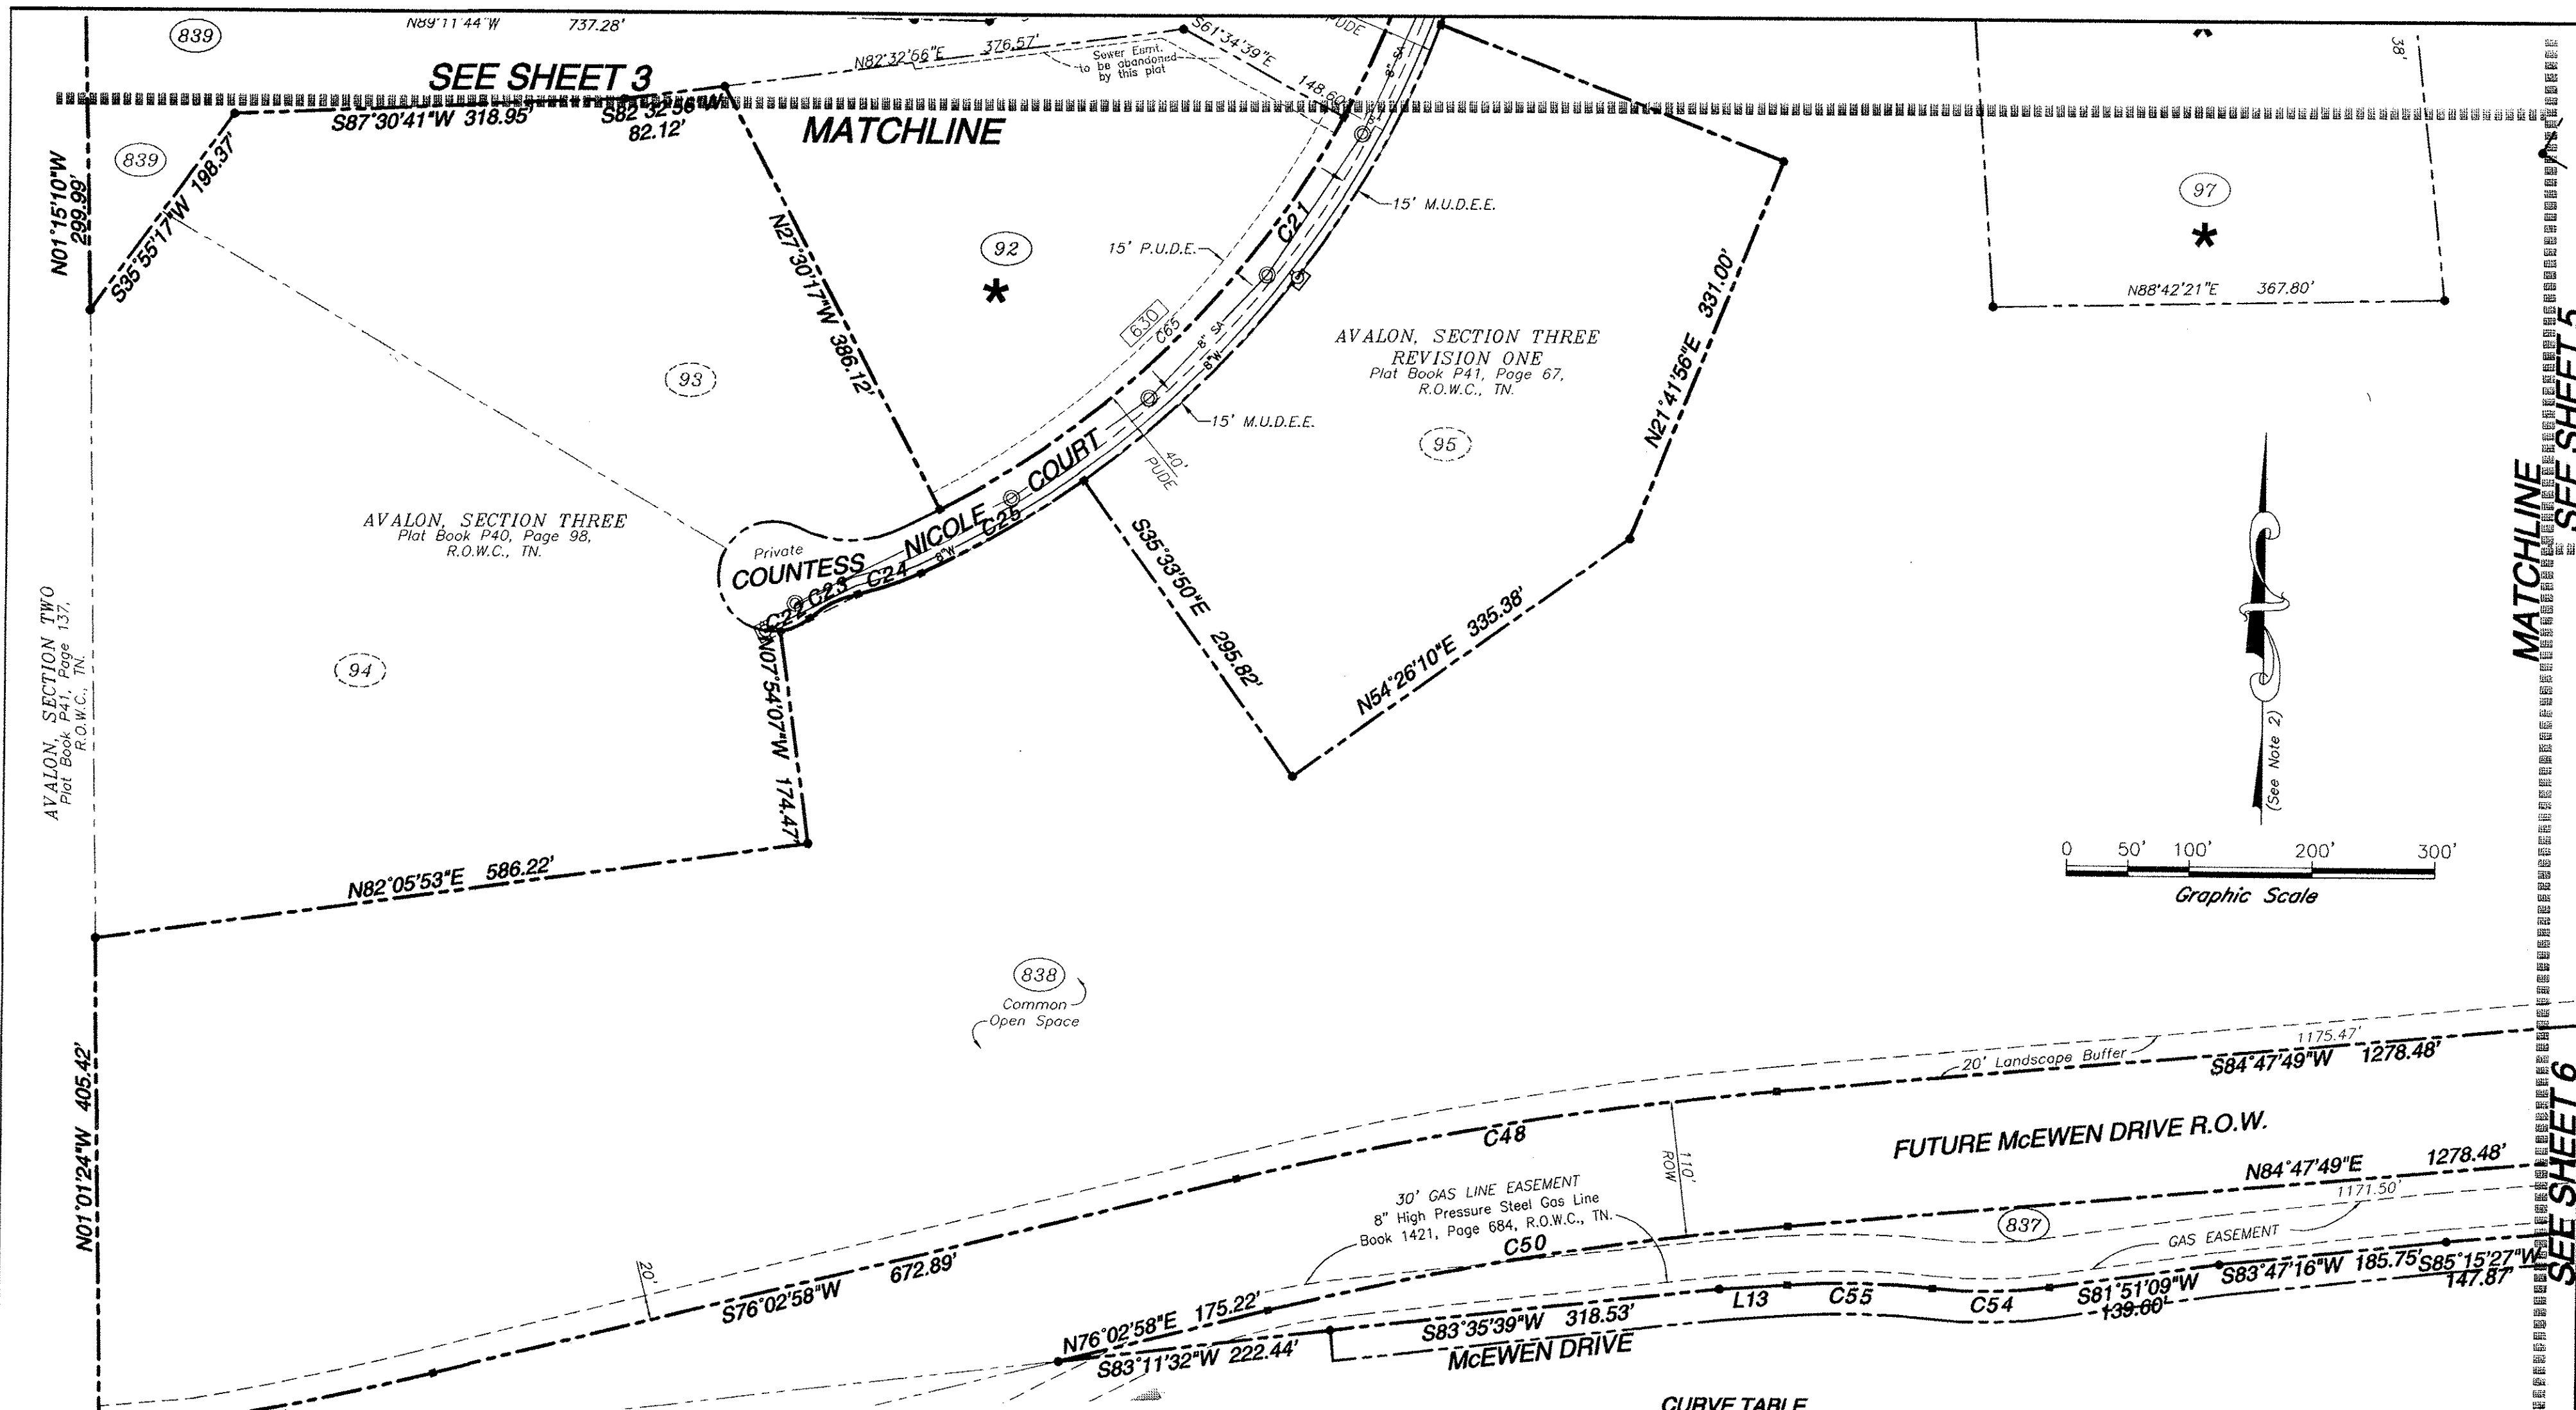 839
N89°11'44"W 737.28'
SEE SHEET 3
N82°32'56"E 376.57'
Sewer Esmt.
to be abandoned
by this plat
S61°34'39"E 148.60'
PUDE
8" SA
38'
S87°30'41"W 318.95'
S82°32'56"W
82.12'
MATCHLINE
N01°15'10"W
299.99'
839
S35°55'17"W 198.37'
N27°30'17"W 386.12'
92
*
15' P.U.D.E.
C21
15' M.U.D.E.E.
97
*
N88°42'21"E 367.80'
630
C65
8" SA
8"W
AVALON, SECTION THREE
REVISION ONE
Plat Book P41, Page 67,
R.O.W.C., TN.
N21°41'56"E 331.00'
93
15' M.U.D.E.E.
95
40'
PUDE
MATCHLINE
SEE SHEET 5
AVALON, SECTION THREE
Plat Book P40, Page 98,
R.O.W.C., TN.
Private
COUNTESS NICOLE COURT
C22
C23
C24
8"W
C25
S35°33'50"E 295.82'
N54°26'10"E 335.38'
AVALON, SECTION TWO
Plat Book P41, Page 137,
R.O.W.C., TN.
94
N07°54'07"W 174.47'
(See Note 2)
0 50' 100' 200' 300'
Graphic Scale
N82°05'53"E 586.22'
838
Common
Open Space
N01°01'24"W 405.42'
1175.47'
20' Landscape Buffer
S84°47'49"W 1278.48'
C48
FUTURE McEWEN DRIVE R.O.W.
110'
ROW
N84°47'49"E 1278.48'
1171.50'
SEE SHEET 6
30' GAS LINE EASEMENT
8" High Pressure Steel Gas Line
Book 1421, Page 684, R.O.W.C., TN.
C50
837
GAS EASEMENT
20'
S76°02'58"W 672.89'
N76°02'58"E 175.22'
S83°11'32"W 222.44'
S83°35'39"W 318.53'
L13
C55
C54
S81°51'09"W
139.60'
S83°47'16"W 185.75'
S85°15'27"W
147.87'
McEWEN DRIVE
CURVE TABLE